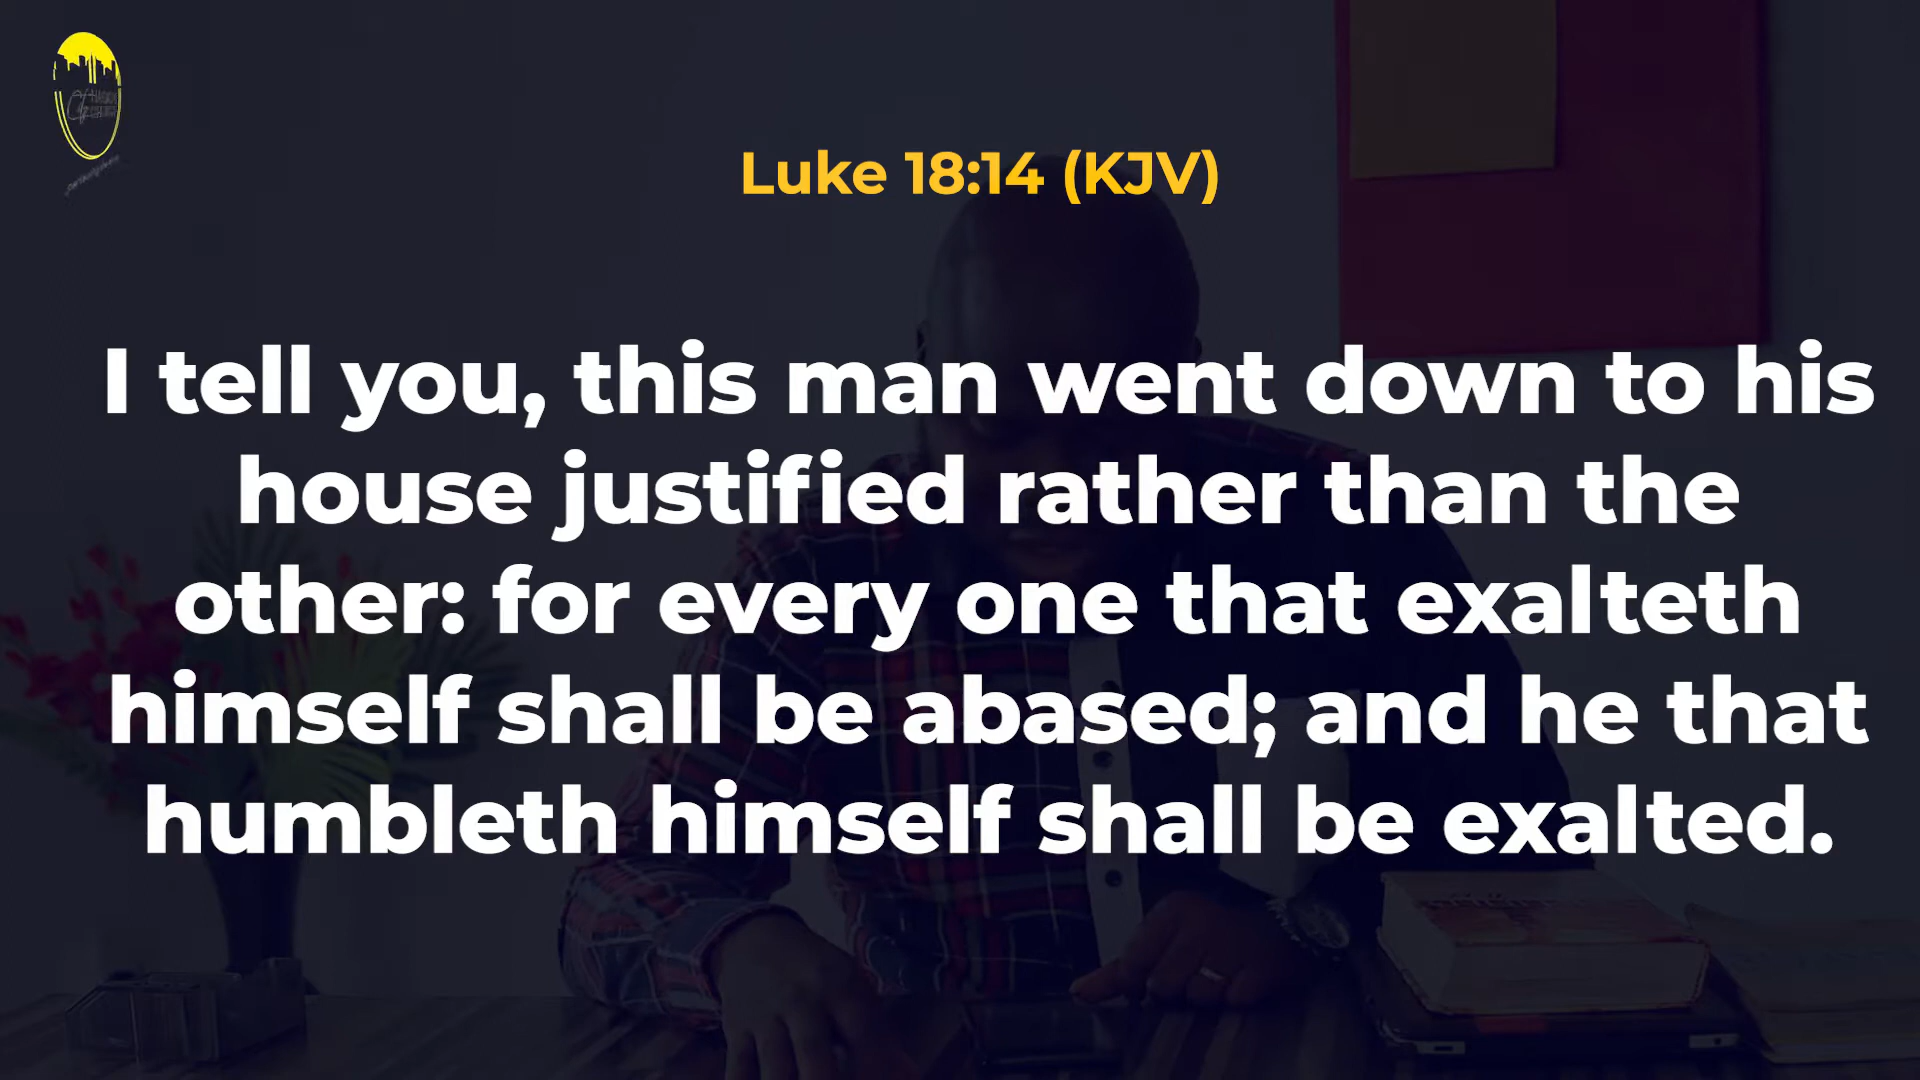 Luke 18:14 (KJV)
I tell you, this man went down to his
house justified rather than the
other: for every one that exalteth
himself shall be abased; and he that
humbleth himself shall be exalted.